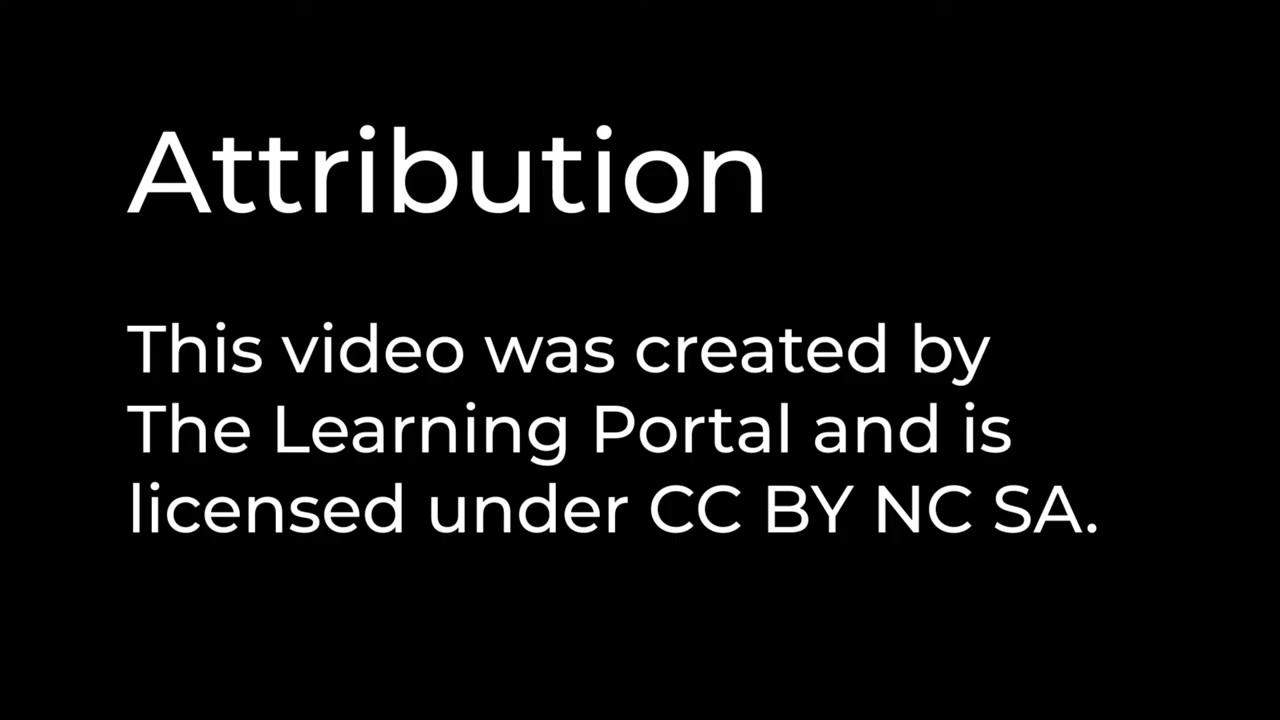 Attribution
This video was created by
The Learning Portal and is
licensed under CC BY NC SA.